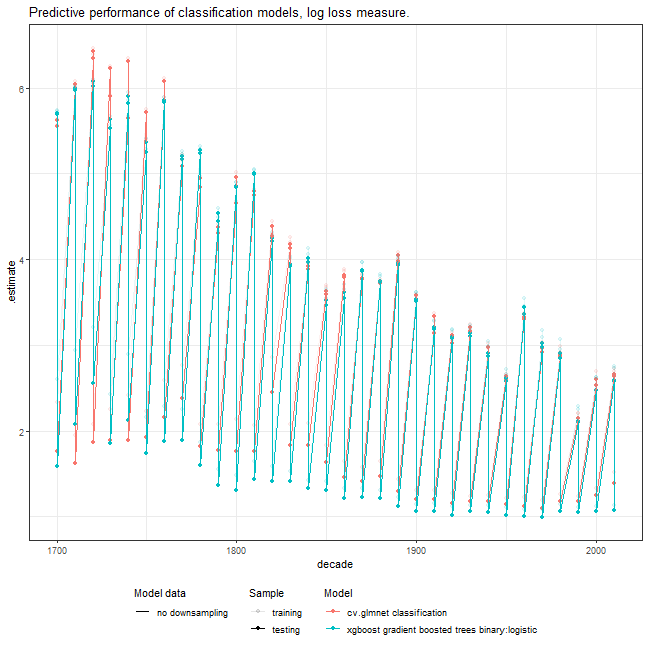 Predictive performance of classification models, log loss measure.
6
4
2
estimate
1700 1800 1900 2000
decade
Model data Sample Model
no downsampling training cv.glmnet classification
testing xgboost gradient boosted trees binary:logistic